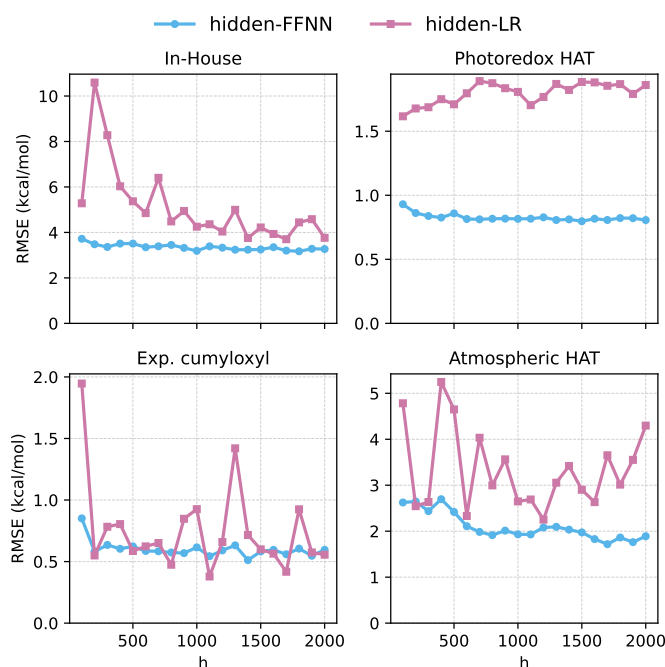 hidden-FFNN hidden-LR
In-House
Photoredox HAT
RMSE (kcal/mol)
10
8
6
4
2
0
1.5
1.0
0.5
0.0
Exp. cumyloxyl
Atmospheric HAT
RMSE (kcal/mol)
2.0
1.5
1.0
0.5
0.0
500 1000 1500 2000
h
5
4
3
2
1
0
500 1000 1500 2000
h